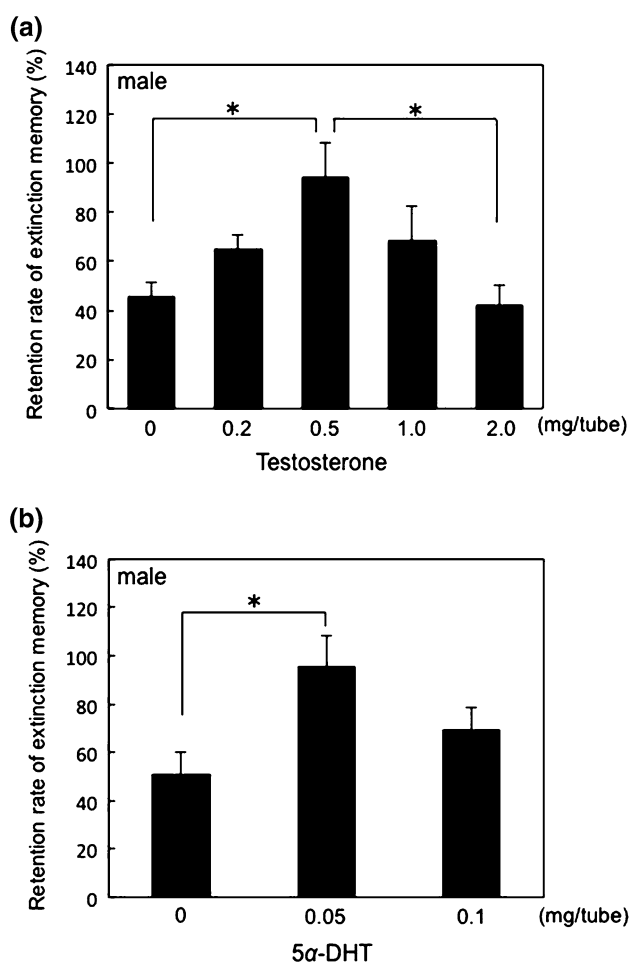 (a)
Retention rate of extinction memory (%)
140
120
100
80
60
40
20
0
male
*
*
0 0.2 0.5 1.0 2.0 (mg/tube)
Testosterone
(b)
Retention rate of extinction memory (%)
140
120
100
80
60
40
20
0
male
*
0 0.05 0.1 (mg/tube)
5α-DHT